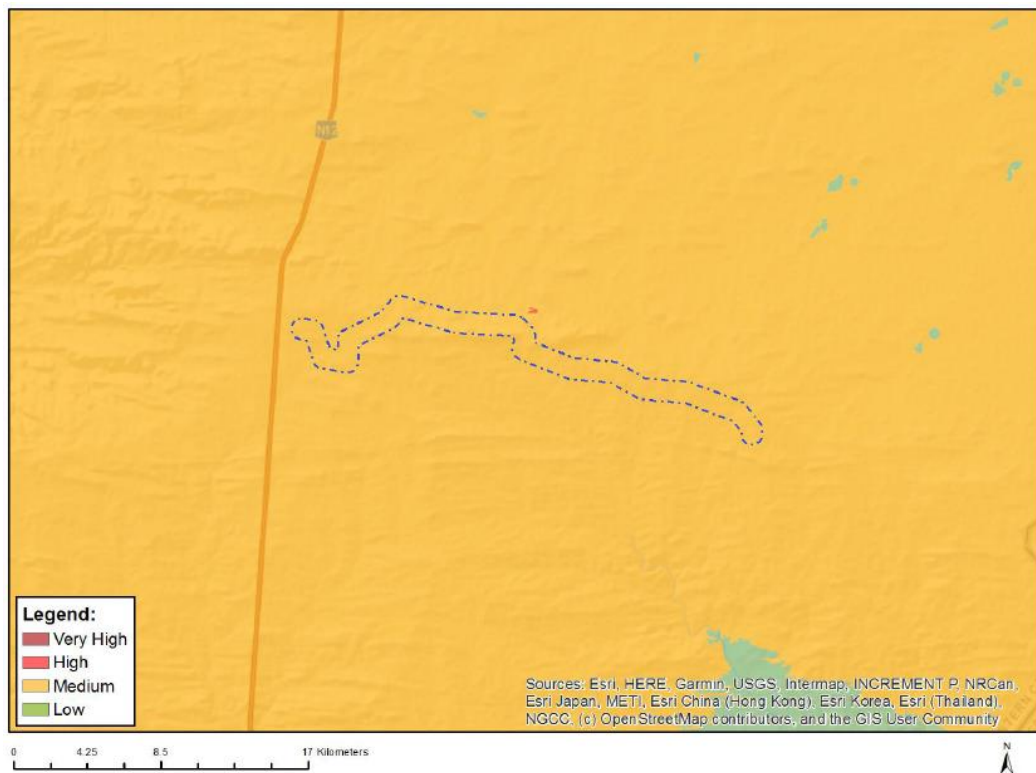 N12
Legend:
Very High
High
Medium
Low
Sources: Esri, HERE, Garmin, USGS, Intermap, INCREMENT P, NRCan,
Esri Japan, METI, Esri China (Hong Kong), Esri Korea, Esri (Thailand),
NGCC, (c) OpenStreetMap contributors, and the GIS User Community
0 4.25 8.5 17 Kilometers
N